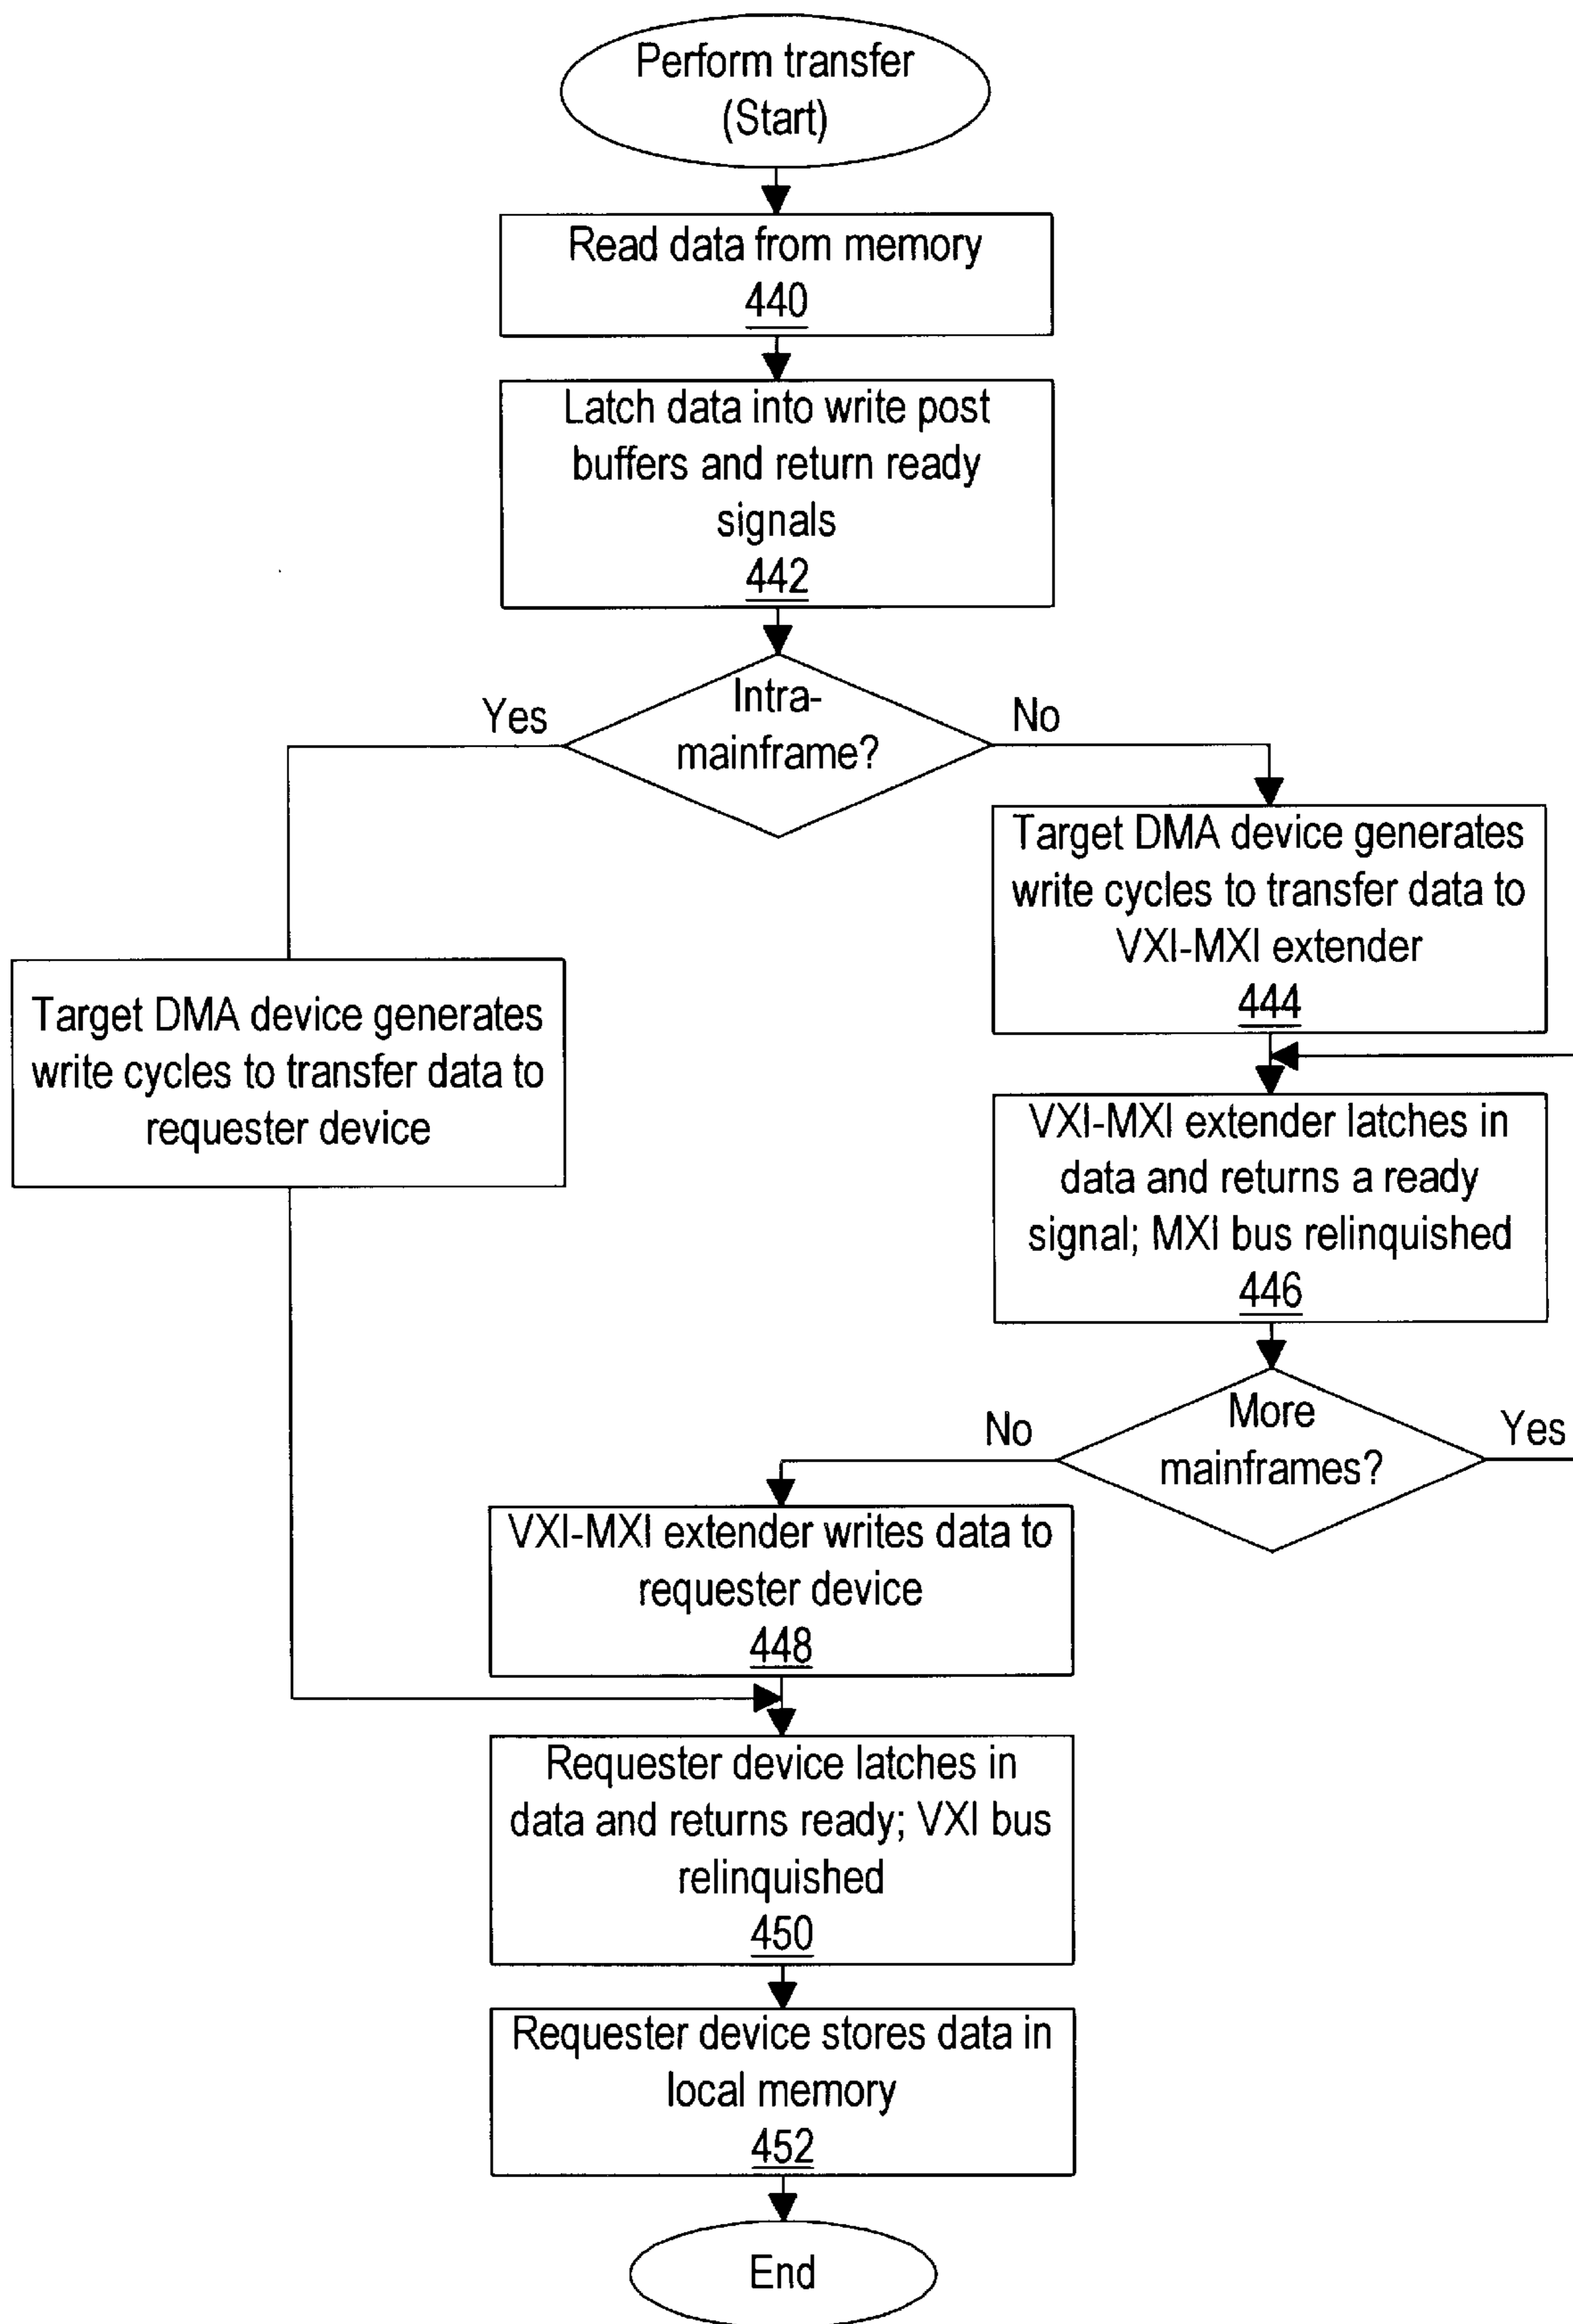 Perform transfer
(Start)
Read data from memory
440
Latch data into write post
buffers and return ready
signals
442
Intra-
mainframe?
Yes
No
Target DMA device generates
write cycles to transfer data to
VXI-MXI extender
444
Target DMA device generates
write cycles to transfer data to
requester device
VXI-MXI extender latches in
data and returns a ready
signal; MXI bus relinquished
446
More
mainframes?
No
Yes
VXI-MXI extender writes data to
requester device
448
Requester device latches in
data and returns ready; VXI bus
relinquished
450
Requester device stores data in
local memory
452
End